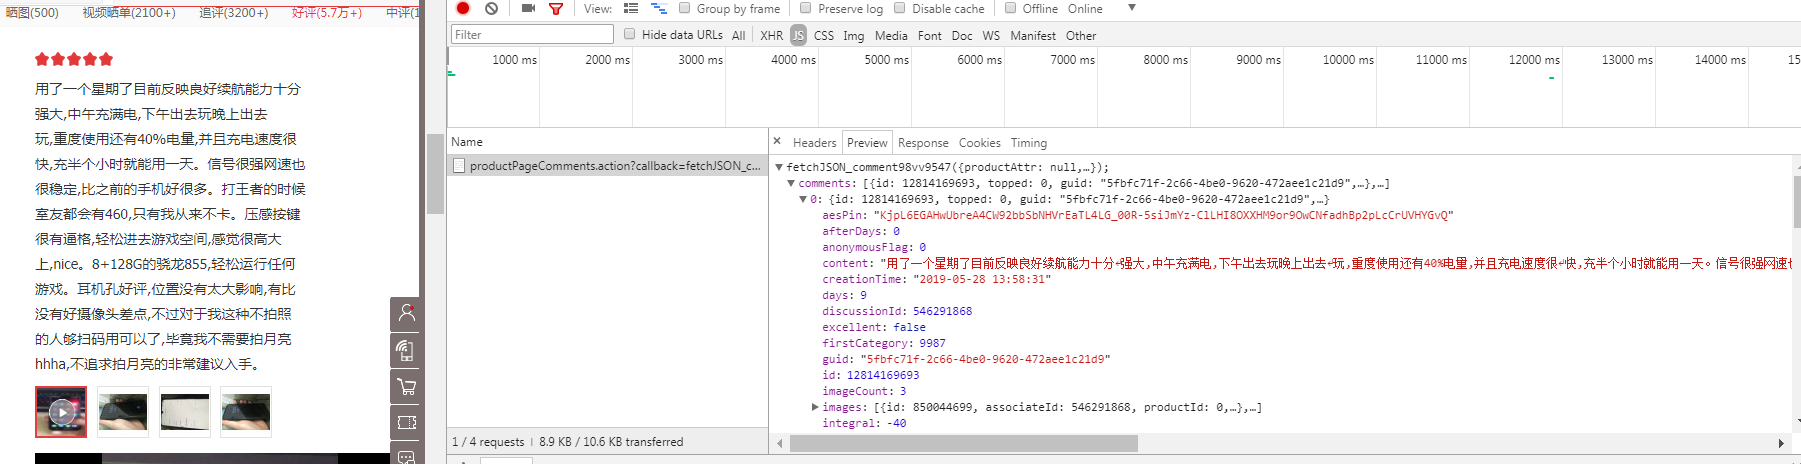 晒图(500) 视频晒单(2100+) 追评(3200+) 好评(5.7万+) 中评(1
用了一个星期了目前反映良好续航能力十分
强大,中午充满电,下午出去玩晚上出去
玩,重度使用还有40%电量,并且充电速度很
快,充半个小时就能用一天。信号很强网速也
很稳定,比之前的手机好很多。打王者的时候
室友都会有460,只有我从来不卡。压感按键
很有逼格,轻松进去游戏空间,感觉很高大
上,nice。8+128G的骁龙855,轻松运行任何
游戏。耳机孔好评,位置没有太大影响,有比
没有好摄像头差点,不过对于我这种不拍照
的人够扫码用可以了,毕竟我不需要拍月亮
hhha,不追求拍月亮的非常建议入手。
View: Group by frame Preserve log Disable cache Offline Online
Filter Hide data URLs All XHR JS CSS Img Media Font Doc WS Manifest Other
1000 ms 2000 ms 3000 ms 4000 ms 5000 ms 6000 ms 7000 ms 8000 ms 9000 ms 10000 ms 11000 ms 12000 ms 13000 ms 14000 ms 15
Name
productPageComments.action?callback=fetchJSON_c...
1 / 4 requests | 8.9 KB / 10.6 KB transferred
× Headers Preview Response Cookies Timing
▼fetchJSON_comment98vv9547({productAttr: null,…});
▼comments: [{id: 12814169693, topped: 0, guid: "5fbfc71f-2c66-4be0-9620-472aee1c21d9",…},…]
▼0: {id: 12814169693, topped: 0, guid: "5fbfc71f-2c66-4be0-9620-472aee1c21d9",…}
aesPin: "KjpL6EGAHwUbreA4CW92bbSbNHVrEaTL4LG_00R-5siJmYz-ClLHI8OXXHM9or9OwCNfadhBp2pLcCrUVHYGvQ"
afterDays: 0
anonymousFlag: 0
content: "用了一个星期了目前反映良好续航能力十分↵强大,中午充满电,下午出去玩晚上出去↵玩,重度使用还有40%电量,并且充电速度很↵快,充半个小时就能用一天。信号很强网速也
creationTime: "2019-05-28 13:58:31"
days: 9
discussionId: 546291868
excellent: false
firstCategory: 9987
guid: "5fbfc71f-2c66-4be0-9620-472aee1c21d9"
id: 12814169693
imageCount: 3
▶images: [{id: 850044699, associateId: 546291868, productId: 0,…},…]
integral: -40